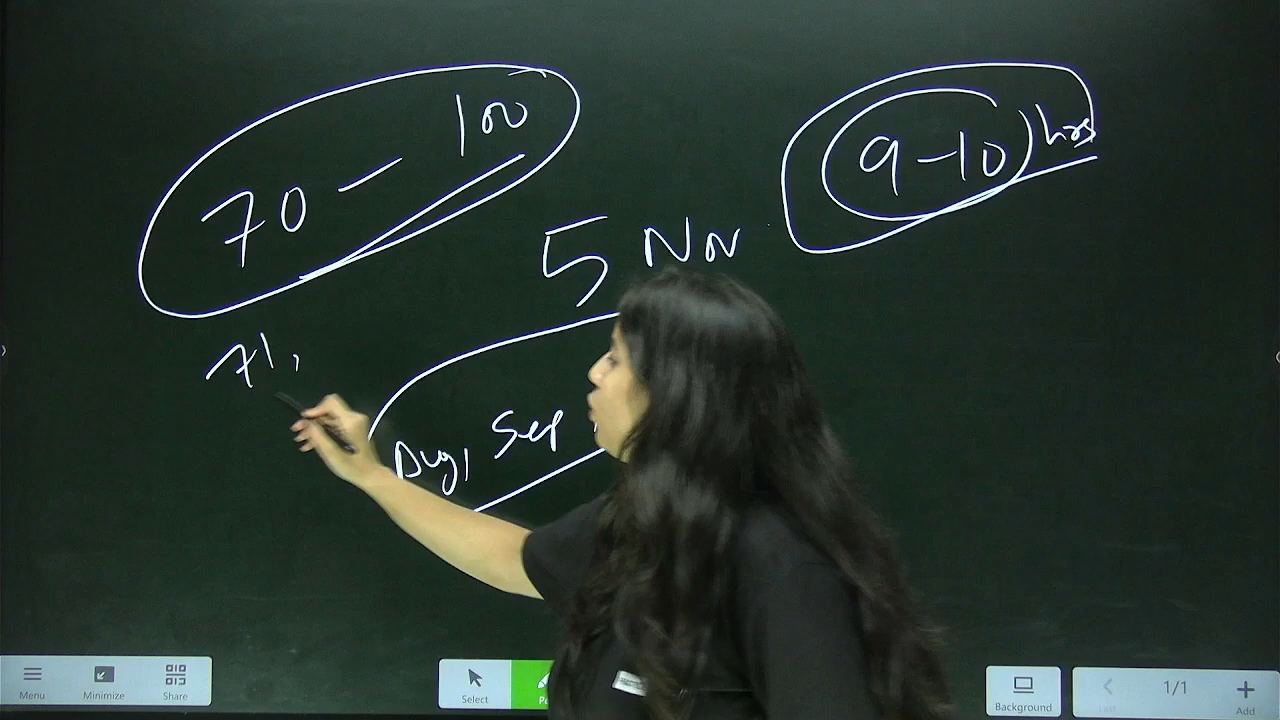 70 – 100
9–10) hrs
5 Nov
71,
Aug, Sep
Menu
Minimize
Share
Select
Background
1/1
Add